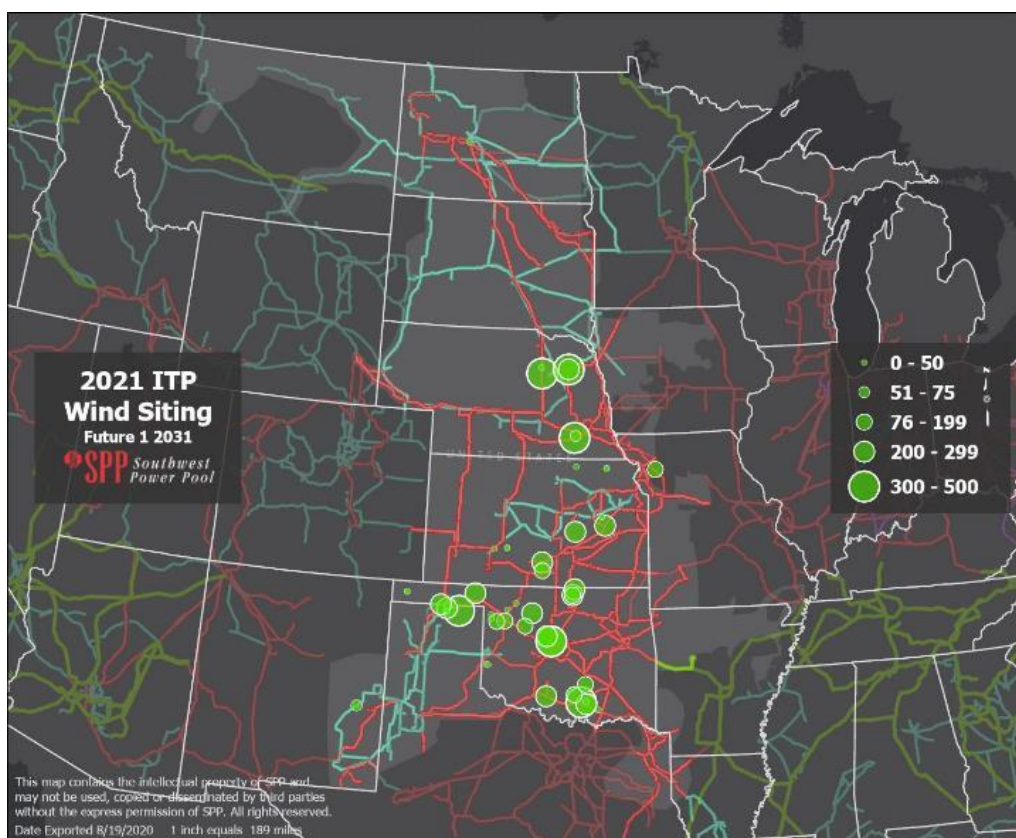 2021 ITP
Wind Siting
Future 1 2031
SPP Southwest
Power Pool
UNITED STATES
0 - 50
51 - 75
76 - 199
200 - 299
300 - 500
This map contains the intellectual property of SPP and
may not be used, copied or disseminated by third parties
without the express permission of SPP. All rights reserved.
Date Exported 8/19/2020 1 inch equals 189 miles